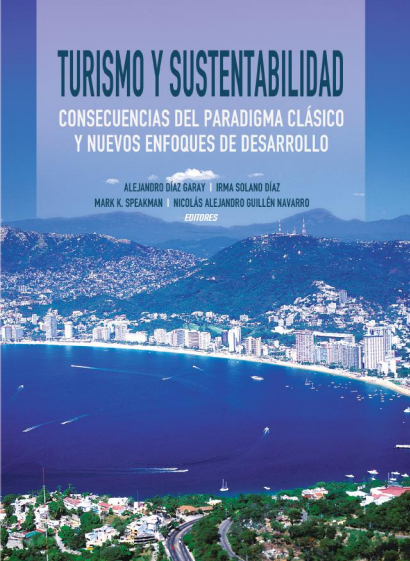 TURISMO Y SUSTENTABILIDAD
CONSECUENCIAS DEL PARADIGMA CLÁSICO
Y NUEVOS ENFOQUES DE DESARROLLO
ALEJANDRO DÍAZ GARAY | IRMA SOLANO DÍAZ
MARK K. SPEAKMAN | NICOLÁS ALEJANDRO GUILLÉN NAVARRO
EDITORES